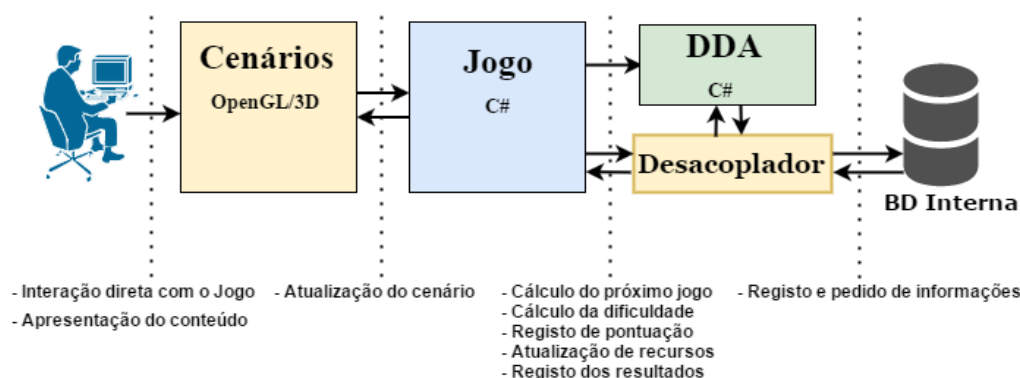 Cenários
OpenGL/3D
Jogo
C#
DDA
C#
Desacoplador
BD Interna
- Interação direta com o Jogo
- Apresentação do conteúdo
- Atualização do cenário
- Cálculo do próximo jogo
- Cálculo da dificuldade
- Registo de pontuação
- Atualização de recursos
- Registo dos resultados
- Registo e pedido de informações